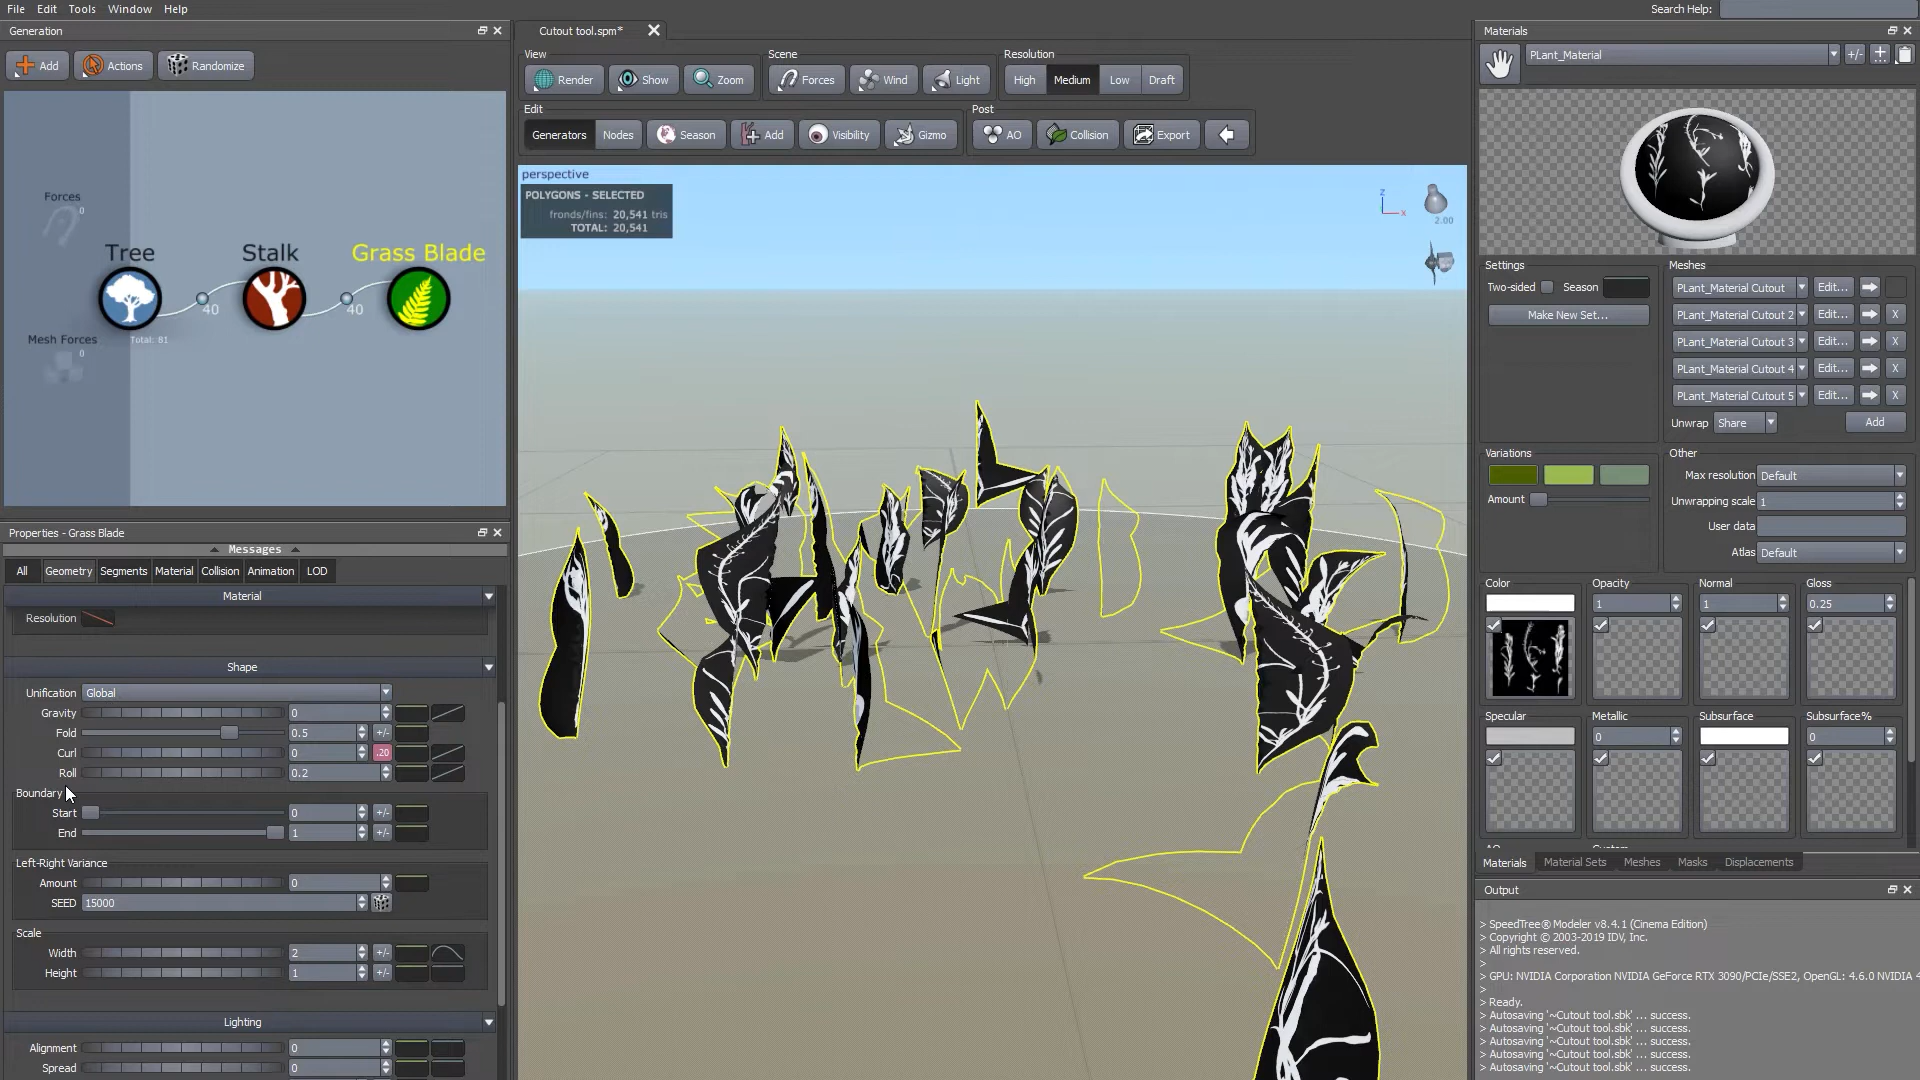 File Edit Tools Window Help
Search Help:
Generation
Add Actions Randomize
Forces
0
Tree Stalk Grass Blade
40 40
Total: 81
Mesh Forces
0
Properties - Grass Blade
Messages
All Geometry Segments Material Collision Animation LOD
Material
Resolution
Shape
Unification Global
Gravity 0
Fold 0.5 +/-
Curl 0 .20
Roll 0.2
Boundary
Start 0 +/-
End 1 +/-
Left-Right Variance
Amount 0
SEED 15000
Scale
Width 2 +/-
Height 1 +/-
Lighting
Alignment 0
Spread 0
Cutout tool.spm*
View Scene Resolution
Render Show Zoom Forces Wind Light High Medium Low Draft
Edit Post
Generators Nodes Season Add Visibility Gizmo AO Collision Export
perspective
POLYGONS - SELECTED
fronds/fins: 20,541 tris
TOTAL: 20,541
z
x
2.00
Materials
PLant_Material +/-
Settings
Two-sided Season
Make New Set...
Meshes
PLant_Material Cutout Edit...
PLant_Material Cutout 2 Edit... X
PLant_Material Cutout 3 Edit... X
PLant_Material Cutout 4 Edit... X
PLant_Material Cutout 5 Edit... X
Unwrap Share Add
Variations
Amount
Other
Max resolution Default
Unwrapping scale 1
User data
Atlas Default
Color Opacity Normal Gloss
1 1 0.25
Specular Metallic Subsurface Subsurface%
0 0
Materials Material Sets Meshes Masks Displacements
Output
> SpeedTree® Modeler v8.4.1 (Cinema Edition)
> Copyright © 2003-2019 IDV, Inc.
> All rights reserved.
>
> GPU: NVIDIA Corporation NVIDIA GeForce RTX 3090/PCIe/SSE2, OpenGL: 4.6.0 NVIDIA 4
>
> Ready.
> Autosaving '~Cutout tool.sbk' ... success.
> Autosaving '~Cutout tool.sbk' ... success.
> Autosaving '~Cutout tool.sbk' ... success.
> Autosaving '~Cutout tool.sbk' ... success.
> Autosaving '~Cutout tool.sbk' ... success.